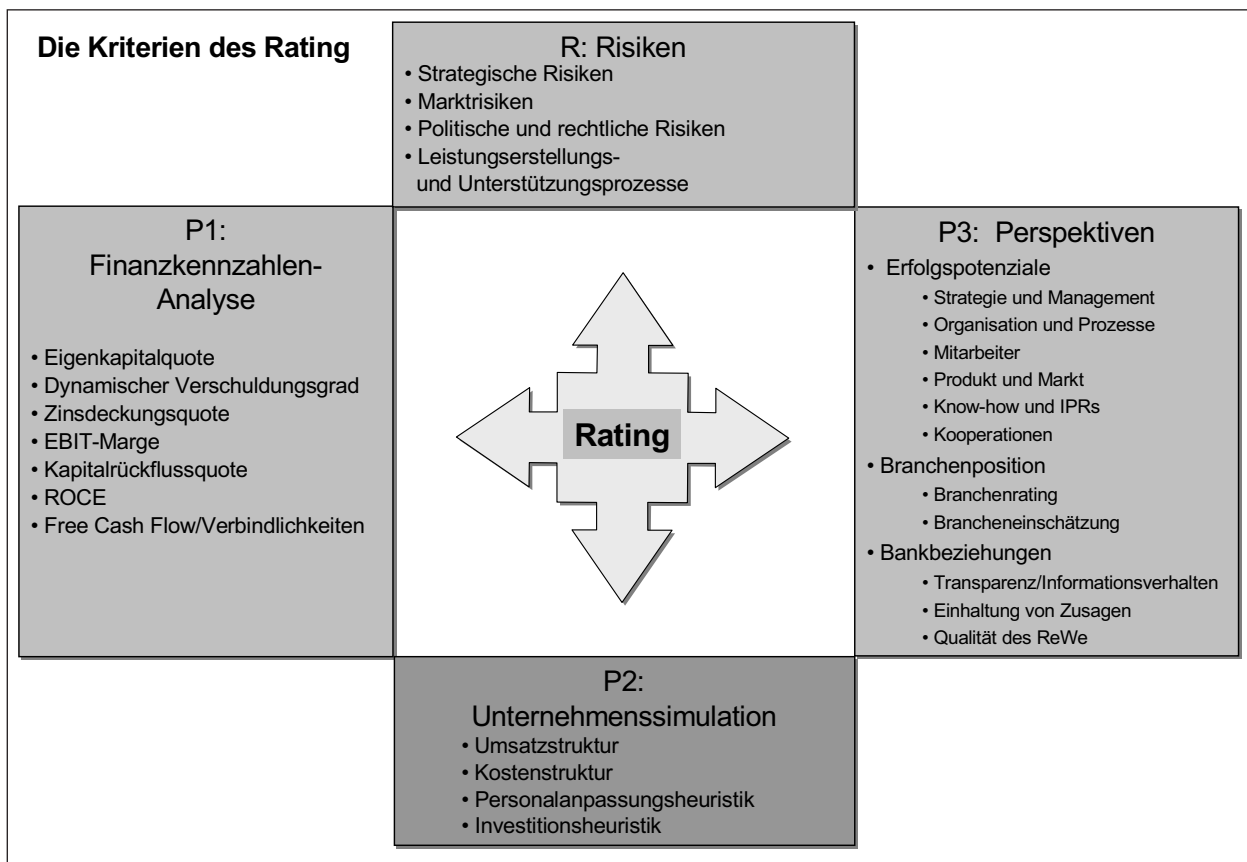 Die Kriterien des Rating
R: Risiken
• Strategische Risiken
• Marktrisiken
• Politische und rechtliche Risiken
• Leistungserstellungs-
und Unterstützungsprozesse
P1:
Finanzkennzahlen-
Analyse
• Eigenkapitalquote
• Dynamischer Verschuldungsgrad
• Zinsdeckungsquote
• EBIT-Marge
• Kapitalrückflussquote
• ROCE
• Free Cash Flow/Verbindlichkeiten
Rating
P3: Perspektiven
• Erfolgspotenziale
• Strategie und Management
• Organisation und Prozesse
• Mitarbeiter
• Produkt und Markt
• Know-how und IPRs
• Kooperationen
• Branchenposition
• Branchenrating
• Brancheneinschätzung
• Bankbeziehungen
• Transparenz/Informationsverhalten
• Einhaltung von Zusagen
• Qualität des ReWe
P2:
Unternehmenssimulation
• Umsatzstruktur
• Kostenstruktur
• Personalanpassungsheuristik
• Investitionsheuristik